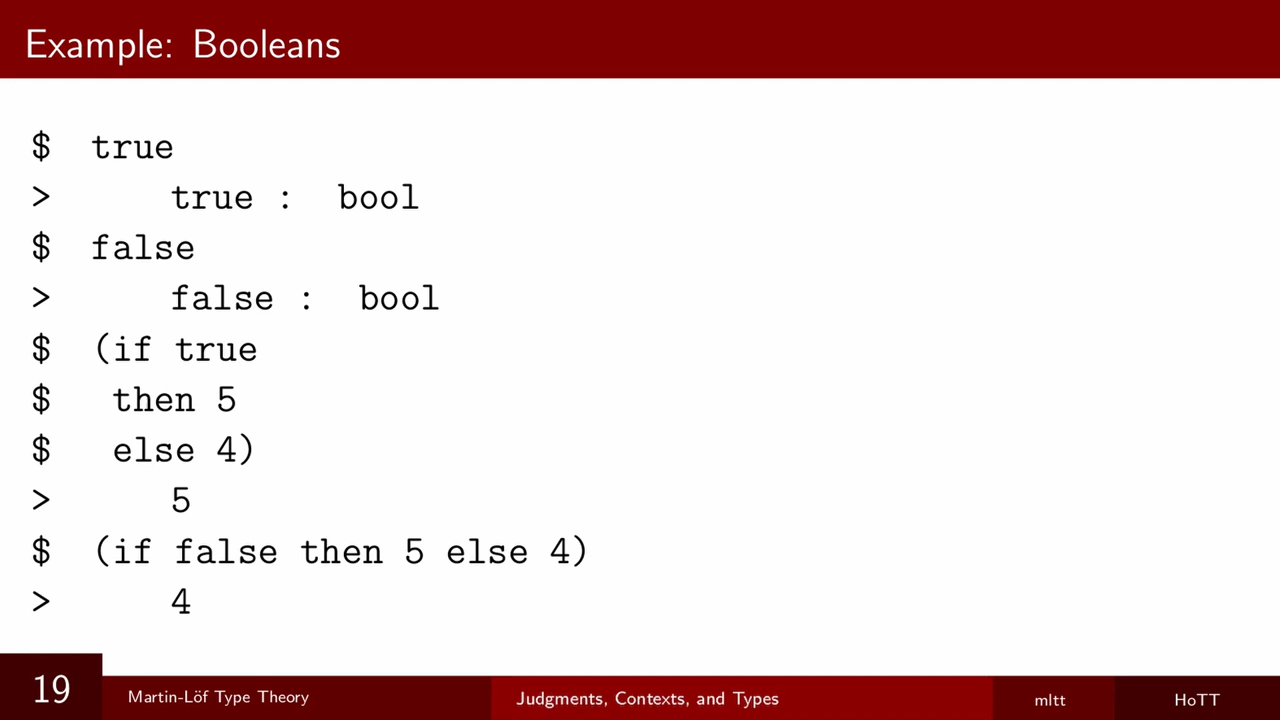 Example: Booleans
$ true
> true : bool
$ false
> false : bool
$ (if true
$ then 5
$ else 4)
> 5
$ (if false then 5 else 4)
> 4
19 Martin-Löf Type Theory Judgments, Contexts, and Types mltt HoTT